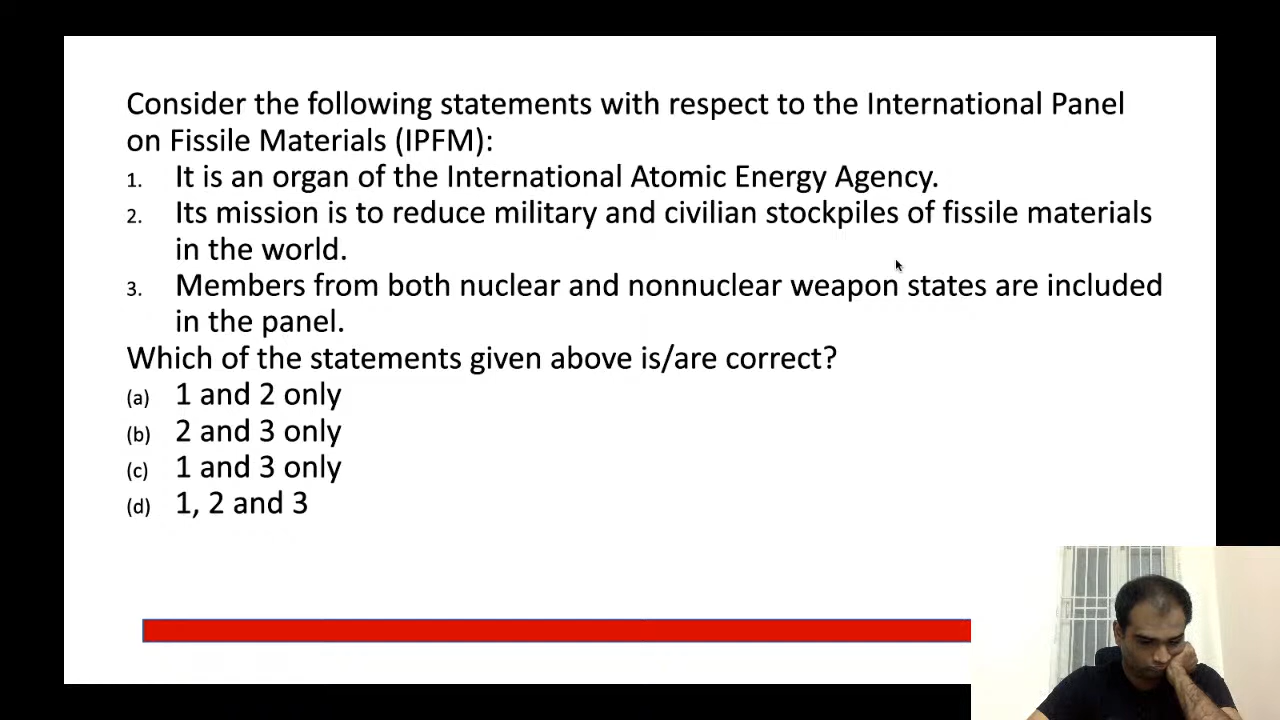 Consider the following statements with respect to the International Panel
on Fissile Materials (IPFM):
1. It is an organ of the International Atomic Energy Agency.
2. Its mission is to reduce military and civilian stockpiles of fissile materials
in the world.
3. Members from both nuclear and nonnuclear weapon states are included
in the panel.
Which of the statements given above is/are correct?
(a) 1 and 2 only
(b) 2 and 3 only
(c) 1 and 3 only
(d) 1, 2 and 3